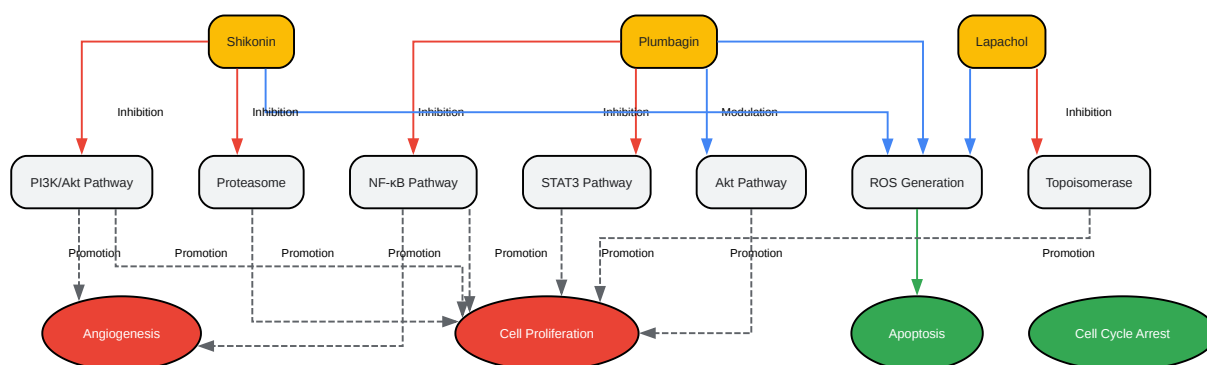 Shikonin
Plumbagin
Lapachol
Inhibition
Inhibition
Inhibition
Inhibition
Modulation
Inhibition
PI3K/Akt Pathway
Proteasome
NF-κB Pathway
STAT3 Pathway
Akt Pathway
ROS Generation
Topoisomerase
Promotion
Promotion
Promotion
Promotion
Promotion
Promotion
Promotion
Promotion
Angiogenesis
Cell Proliferation
Apoptosis
Cell Cycle Arrest